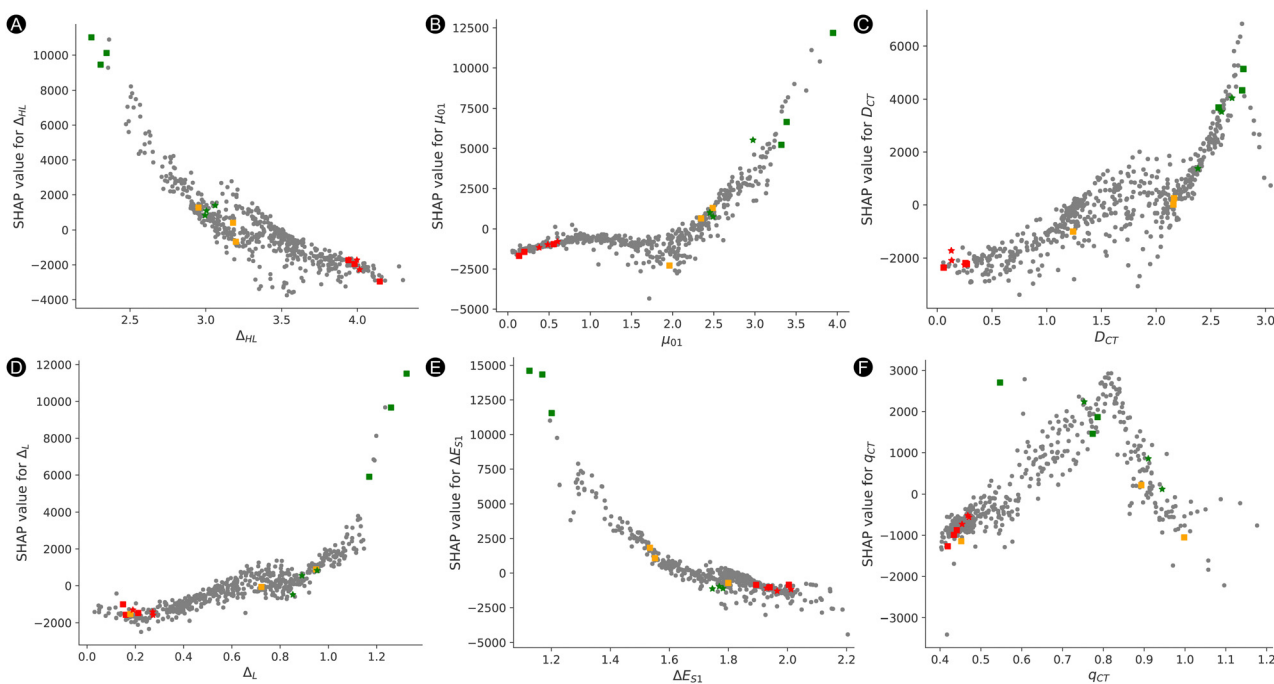 A
SHAP value for Δ_HL
10000
8000
6000
4000
2000
0
−2000
−4000
2.5 3.0 3.5 4.0
Δ_HL
B
SHAP value for μ_01
12500
10000
7500
5000
2500
0
−2500
−5000
0.0 0.5 1.0 1.5 2.0 2.5 3.0 3.5 4.0
μ_01
C
SHAP value for D_CT
6000
4000
2000
0
−2000
0.0 0.5 1.0 1.5 2.0 2.5 3.0
D_CT
D
SHAP value for Δ_L
12000
10000
8000
6000
4000
2000
0
−2000
0.0 0.2 0.4 0.6 0.8 1.0 1.2
Δ_L
E
SHAP value for ΔE_S1
15000
12500
10000
7500
5000
2500
0
−2500
−5000
1.2 1.4 1.6 1.8 2.0 2.2
ΔE_S1
F
SHAP value for q_CT
3000
2000
1000
0
−1000
−2000
−3000
0.4 0.5 0.6 0.7 0.8 0.9 1.0 1.1 1.2
q_CT